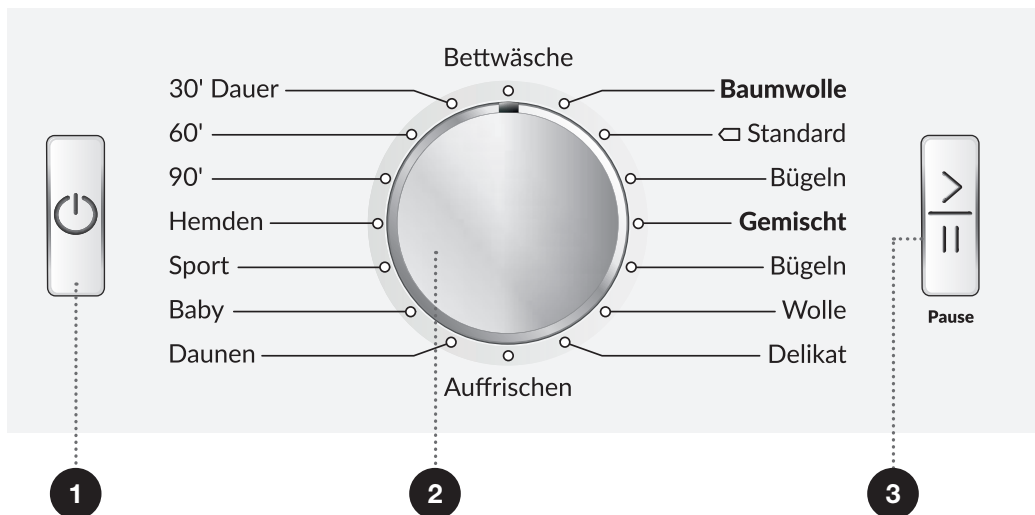 Bettwäsche
30' Dauer
Baumwolle
60'
Standard
90'
Bügeln
Hemden
Gemischt
Sport
Bügeln
Baby
Wolle
Daunen
Delikat
Auffrischen
Pause
1
2
3